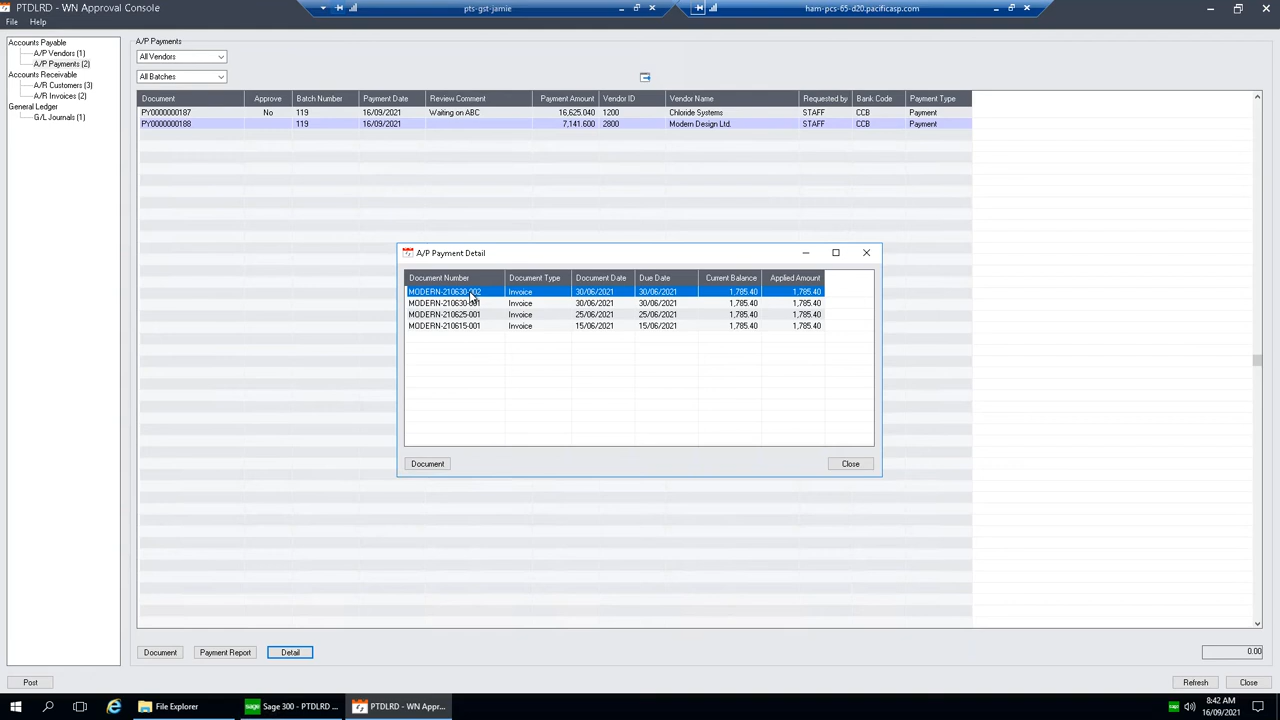 PTDLRD - WN Approval Console
pts-gst-jamie
ham-pcs-65-d20.pacificasp.com
File Help
Accounts Payable
A/P Vendors (1)
A/P Payments (2)
Accounts Receivable
A/R Customers (3)
A/R Invoices (2)
General Ledger
G/L Journals (1)
A/P Payments
All Vendors
All Batches
Document Approve Batch Number Payment Date Review Comment Payment Amount Vendor ID Vendor Name Requested by Bank Code Payment Type
PY0000000187 No 119 16/09/2021 Waiting on ABC 16,625.040 1200 Chloride Systems STAFF CCB Payment
PY0000000188 119 16/09/2021 7,141.600 2800 Modern Design Ltd. STAFF CCB Payment
A/P Payment Detail
Document Number Document Type Document Date Due Date Current Balance Applied Amount
MODERN-210630-002 Invoice 30/06/2021 30/06/2021 1,785.40 1,785.40
Invoice 30/06/2021 30/06/2021 1,785.40 1,785.40
MODERN-210625-001 Invoice 25/06/2021 25/06/2021 1,785.40 1,785.40
MODERN-210615-001 Invoice 15/06/2021 15/06/2021 1,785.40 1,785.40
Document Close
Document Payment Report Detail 0.00
Post Refresh Close
File Explorer Sage 300 - PTDLRD ... PTDLRD - WN Appr...
sage
8:42 AM
16/09/2021